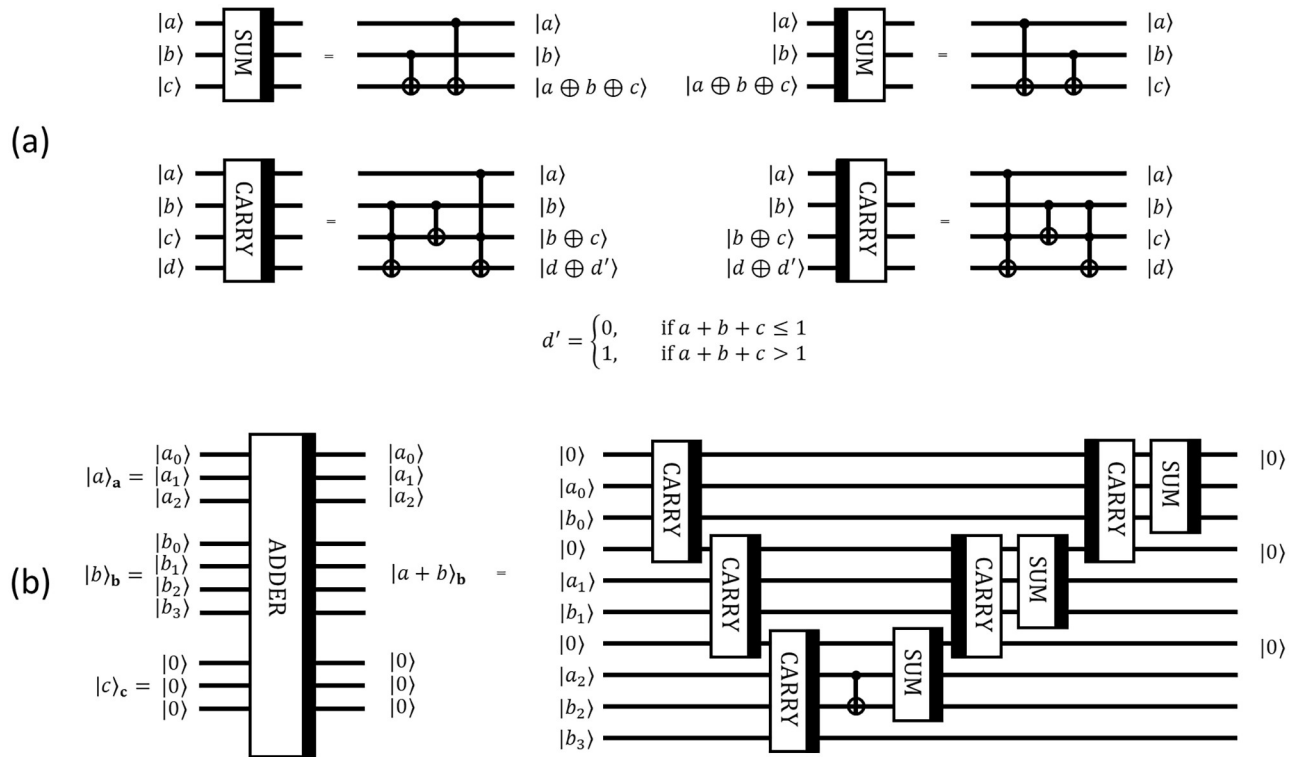 (a)
|a⟩ |b⟩ |c⟩ SUM = |a⟩ |b⟩ |a ⊕ b ⊕ c⟩
|a⟩ |b⟩ |a ⊕ b ⊕ c⟩ SUM = |a⟩ |b⟩ |c⟩
|a⟩ |b⟩ |c⟩ |d⟩ CARRY = |a⟩ |b⟩ |b ⊕ c⟩ |d ⊕ d′⟩
|a⟩ |b⟩ |b ⊕ c⟩ |d ⊕ d′⟩ CARRY = |a⟩ |b⟩ |c⟩ |d⟩
d′ = { 0, if a + b + c ≤ 1
1, if a + b + c > 1
(b)
|a⟩a = |a0⟩ |a1⟩ |a2⟩
|b⟩b = |b0⟩ |b1⟩ |b2⟩ |b3⟩
|c⟩c = |0⟩ |0⟩ |0⟩
ADDER
|a0⟩ |a1⟩ |a2⟩
|a + b⟩b =
|0⟩ |0⟩ |0⟩
|0⟩
|a0⟩
|b0⟩
|0⟩
|a1⟩
|b1⟩
|0⟩
|a2⟩
|b2⟩
|b3⟩
CARRY
CARRY
CARRY
SUM
CARRY
SUM
CARRY
SUM
|0⟩
|0⟩
|0⟩